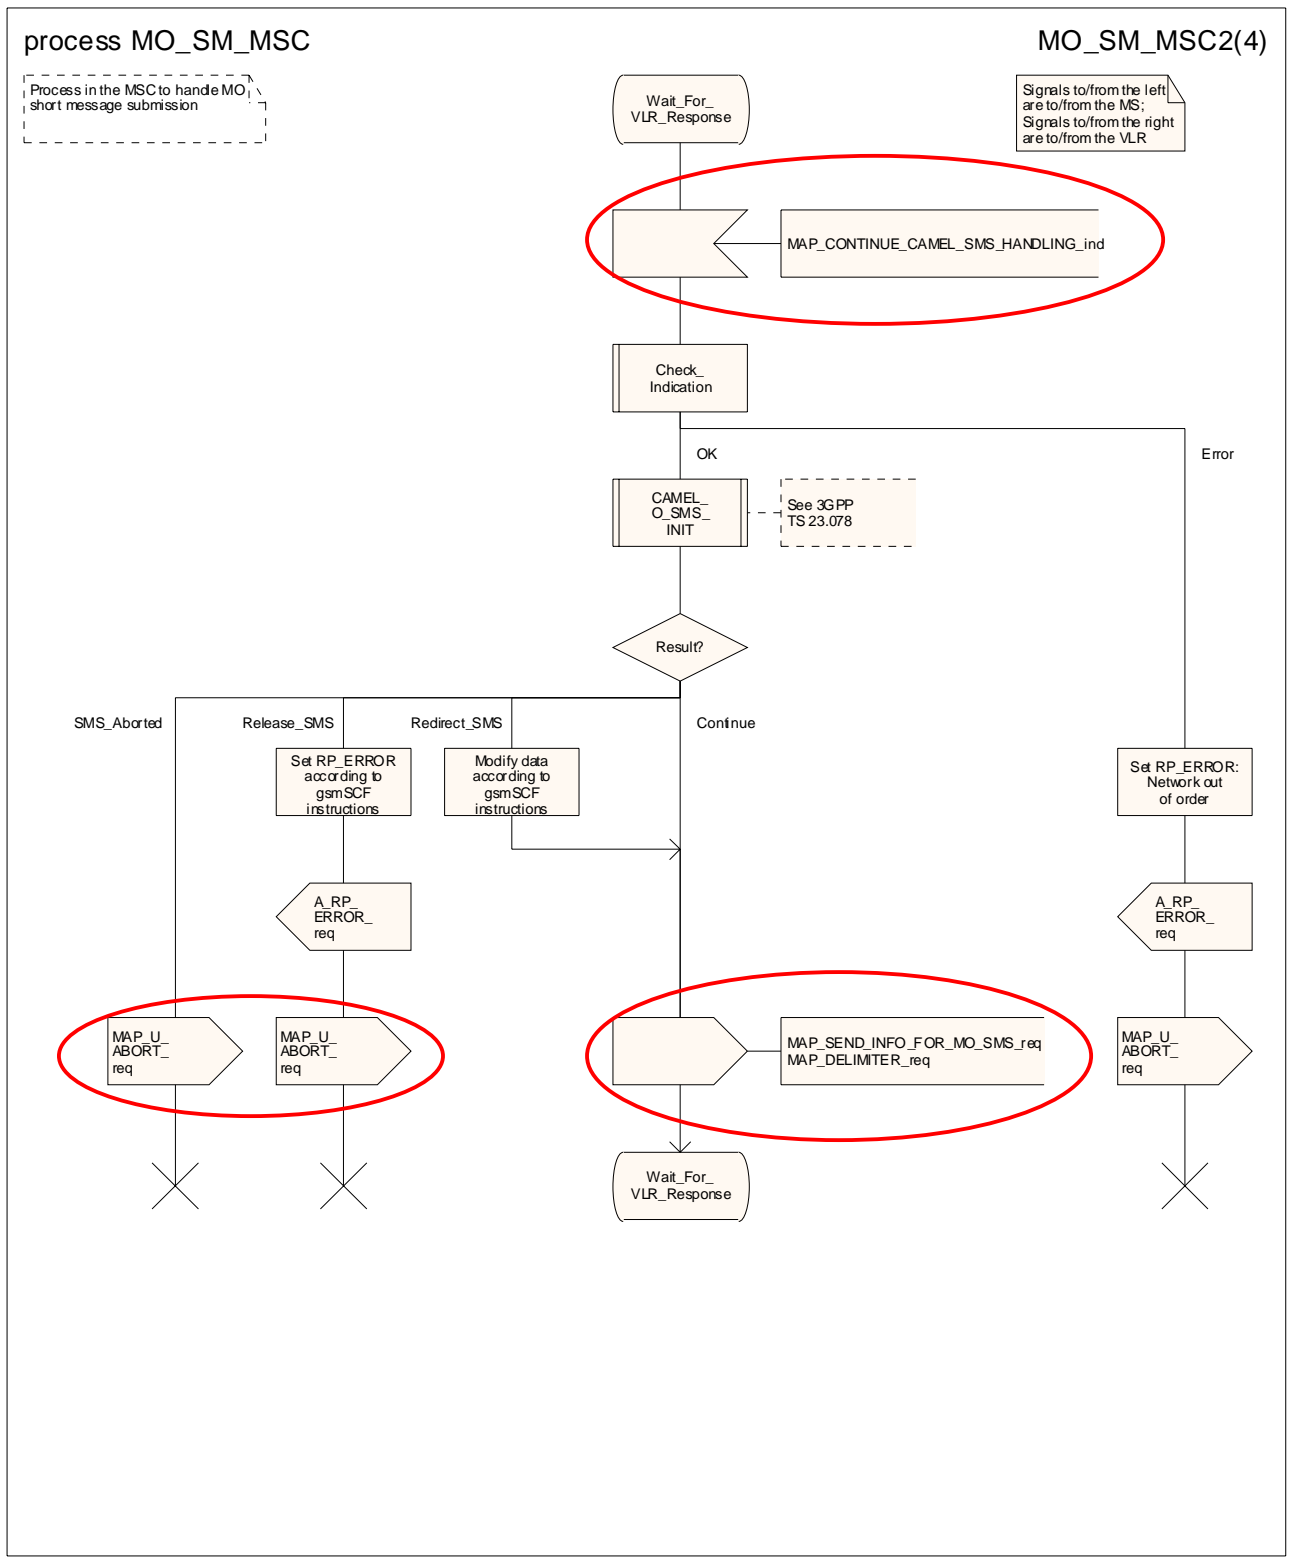 process MO_SM_MSC
MO_SM_MSC2(4)
Process in the MSC to handle MO
short message submission
Wait_For_
VLR_Response
Signals to/from the left
are to/from the MS;
Signals to/from the right
are to/from the VLR
MAP_CONTINUE_CAMEL_SMS_HANDLING_ind
Check_
Indication
OK
Error
CAMEL_
O_SMS_
INIT
See 3GPP
TS 23.078
Result?
SMS_Aborted
Release_SMS
Redirect_SMS
Continue
Set RP_ERROR
according to
gsmSCF
instructions
Modify data
according to
gsmSCF
instructions
Set RP_ERROR:
Network out
of order
A_RP_
ERROR_
req
A_RP_
ERROR_
req
MAP_U_
ABORT_
req
MAP_U_
ABORT_
req
MAP_SEND_INFO_FOR_MO_SMS_req
MAP_DELIMITER_req
MAP_U_
ABORT_
req
Wait_For_
VLR_Response